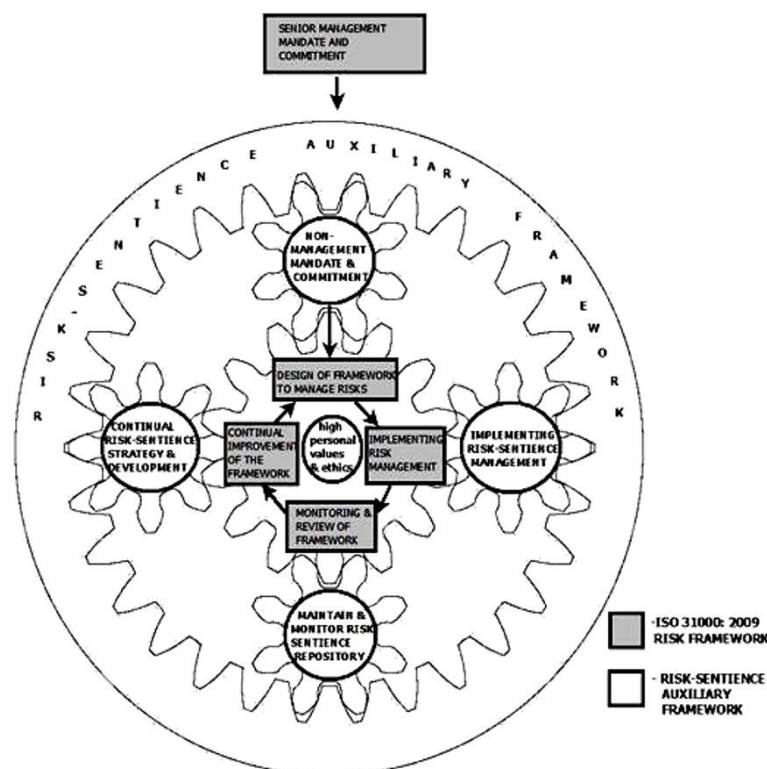 SENIOR MANAGEMENT
MANDATE AND
COMMITMENT
RISK-SENTIENCE AUXILIARY FRAMEWORK
NON-
MANAGEMENT
MANDATE &
COMMITMENT
DESIGN OF FRAMEWORK
TO MANAGE RISKS
CONTINUAL
RISK-SENTIENCE
STRATEGY &
DEVELOPMENT
CONTINUAL
IMPROVEMENT
OF THE
FRAMEWORK
high
personal
values
& ethics
IMPLEMENTING
RISK
MANAGEMENT
IMPLEMENTING
RISK-SENTIENCE
MANAGEMENT
MONITORING &
REVIEW OF
FRAMEWORK
MAINTAIN &
MONITOR RISK
SENTIENCE
REPOSITORY
-ISO 31000: 2009
RISK FRAMEWORK
- RISK-SENTIENCE
AUXILIARY
FRAMEWORK